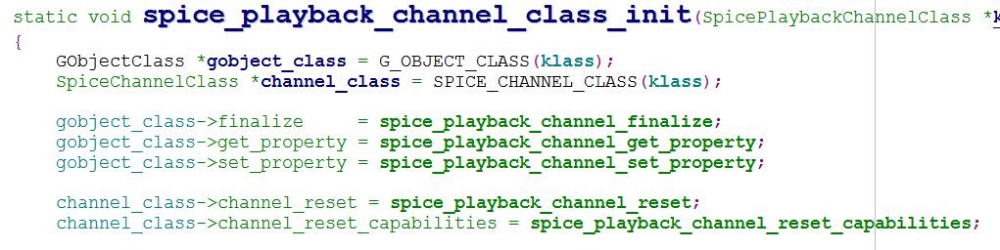 static void spice_playback_channel_class_init(SpicePlaybackChannelClass *k
{
    GObjectClass *gobject_class = G_OBJECT_CLASS(klass);
    SpiceChannelClass *channel_class = SPICE_CHANNEL_CLASS(klass);

    gobject_class->finalize     = spice_playback_channel_finalize;
    gobject_class->get_property = spice_playback_channel_get_property;
    gobject_class->set_property = spice_playback_channel_set_property;

    channel_class->channel_reset = spice_playback_channel_reset;
    channel_class->channel_reset_capabilities = spice_playback_channel_reset_capabilities;